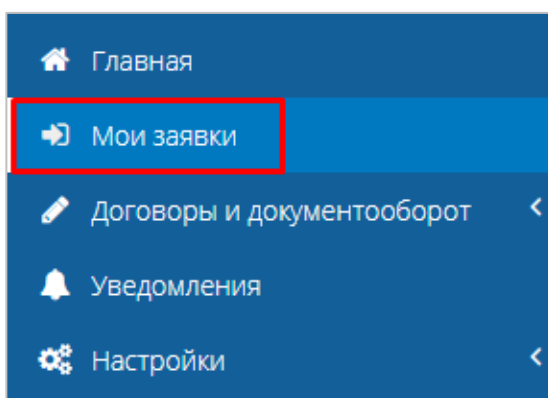 Главная
Мои заявки
Договоры и документооборот
Уведомления
Настройки